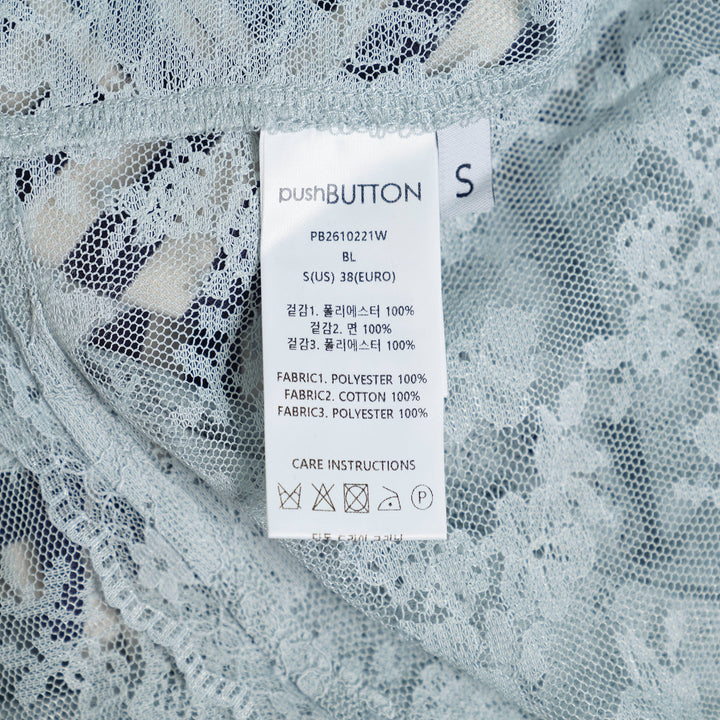 pushBUTTON
S
PB2610221W
BL
S(US) 38(EURO)
겉감1. 폴리에스터 100%
겉감2. 면 100%
겉감3. 폴리에스터 100%
FABRIC1. POLYESTER 100%
FABRIC2. COTTON 100%
FABRIC3. POLYESTER 100%
CARE INSTRUCTIONS
P